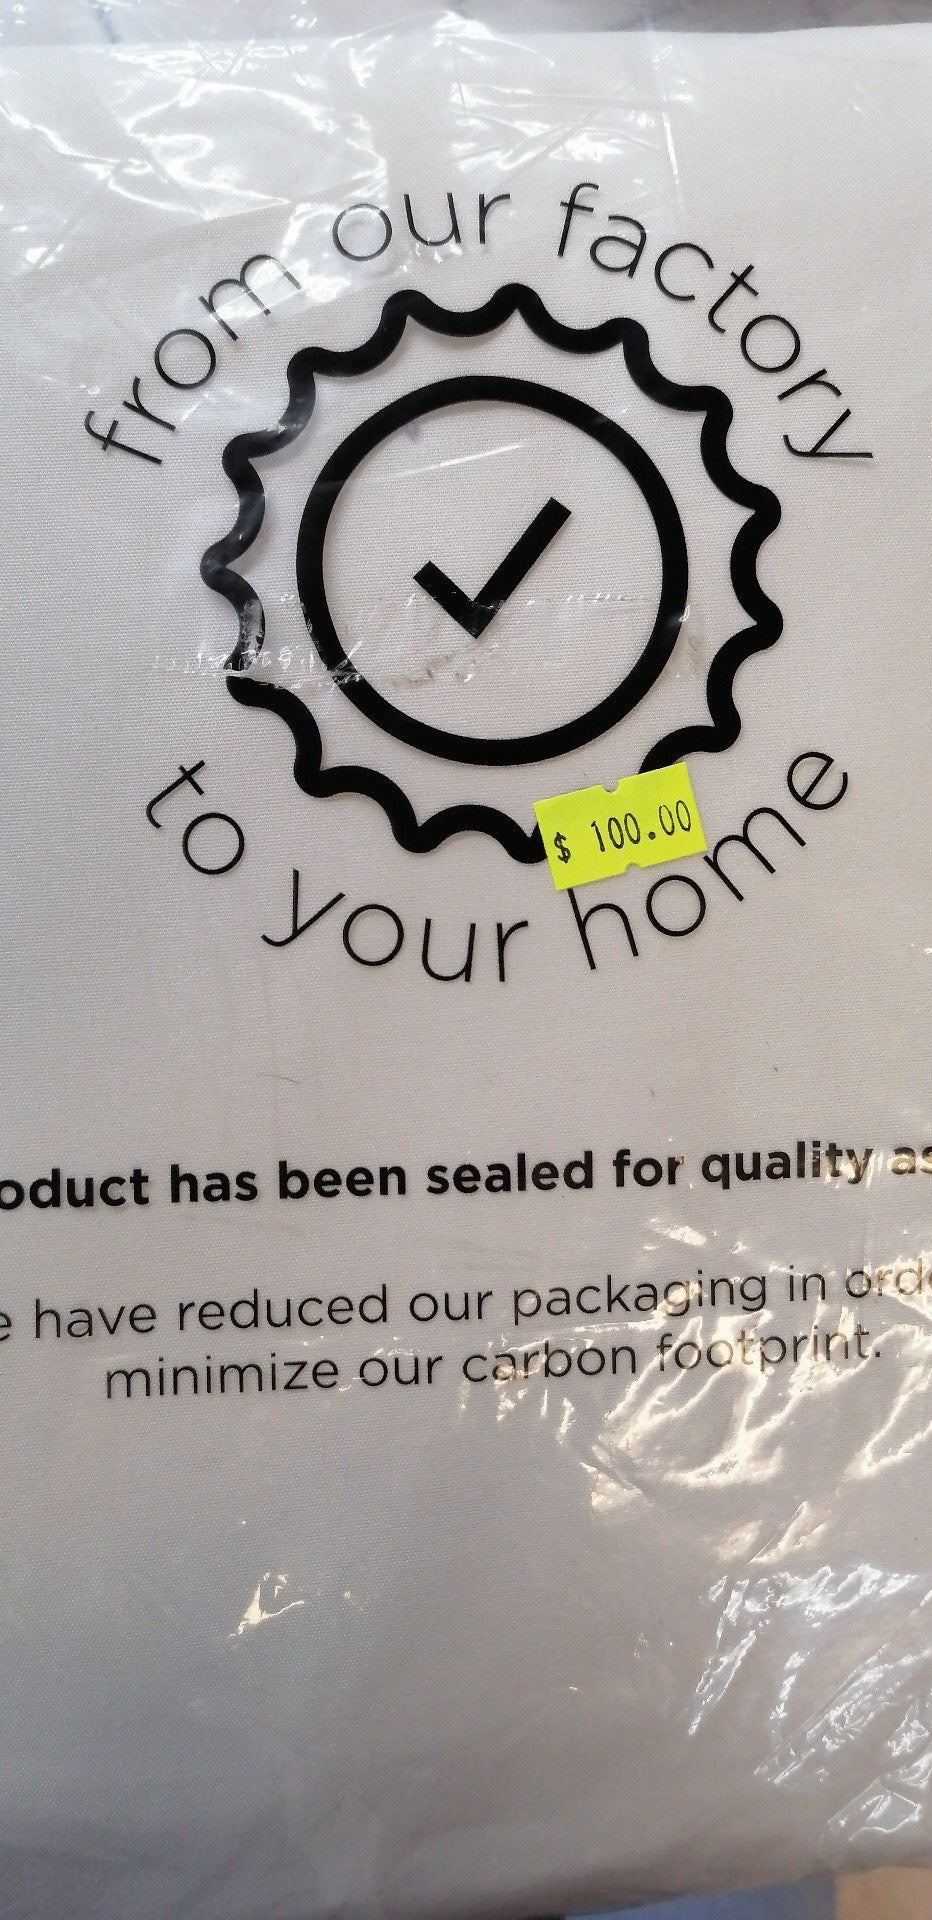 from our factory
$ 100.00
to your home
oduct has been sealed for quality as
e have reduced our packaging in orde
minimize our carbon footprint.